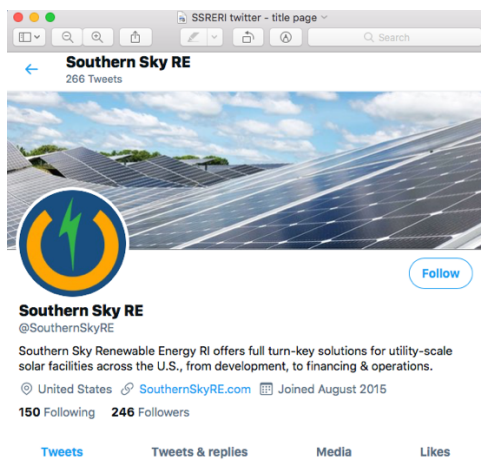 SSRERI twitter - title page
Search
Southern Sky RE
266 Tweets
Follow
Southern Sky RE
@SouthernSkyRE
Southern Sky Renewable Energy RI offers full turn-key solutions for utility-scale
solar facilities across the U.S., from development, to financing & operations.
United States SouthernSkyRE.com Joined August 2015
150 Following 246 Followers
Tweets Tweets & replies Media Likes